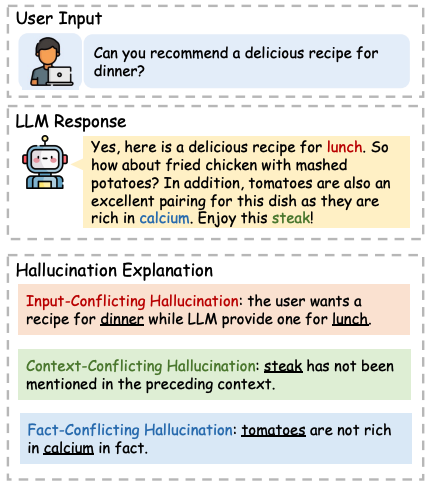 User Input
Can you recommend a delicious recipe for
dinner?
LLM Response
Yes, here is a delicious recipe for lunch. So
how about fried chicken with mashed
potatoes? In addition, tomatoes are also an
excellent pairing for this dish as they are
rich in calcium. Enjoy this steak!
Hallucination Explanation
Input-Conflicting Hallucination: the user wants a
recipe for dinner while LLM provide one for lunch.
Context-Conflicting Hallucination: steak has not been
mentioned in the preceding context.
Fact-Conflicting Hallucination: tomatoes are not rich
in calcium in fact.